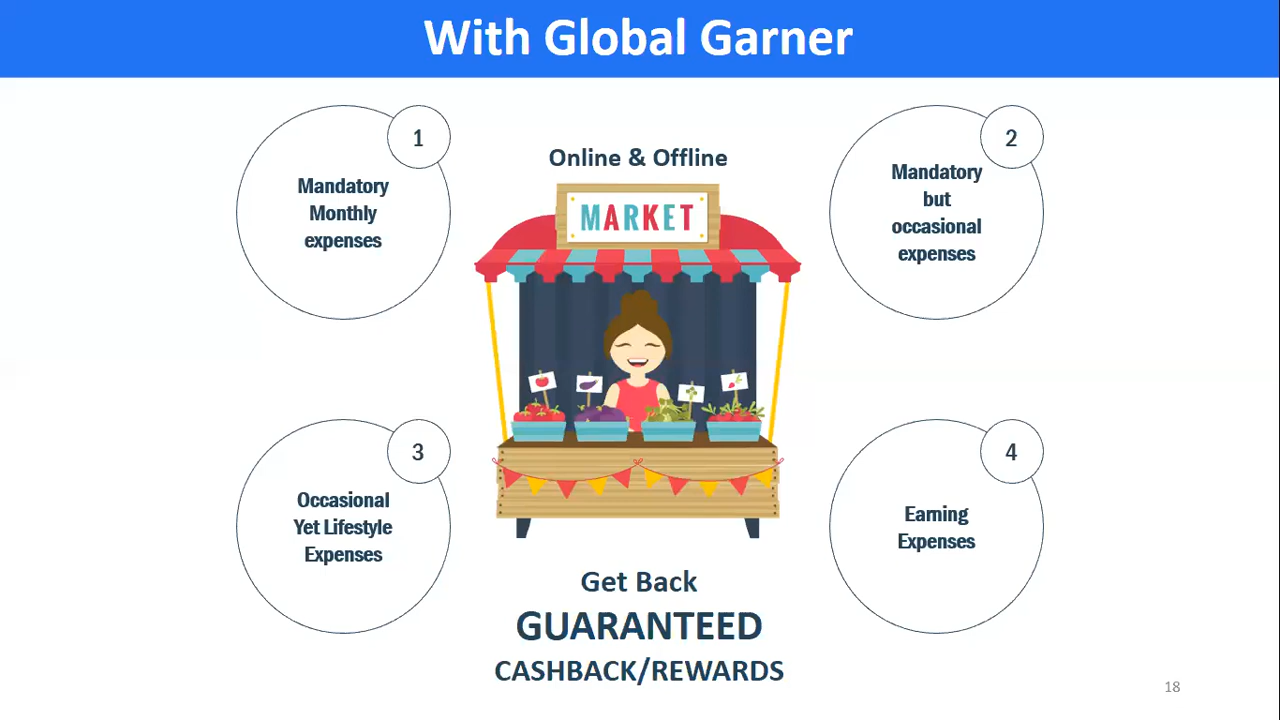 With Global Garner
1
Mandatory
Monthly
expenses
Online & Offline
MARKET
2
Mandatory
but
occasional
expenses
3
Occasional
Yet Lifestyle
Expenses
4
Earning
Expenses
Get Back
GUARANTEED
CASHBACK/REWARDS
18